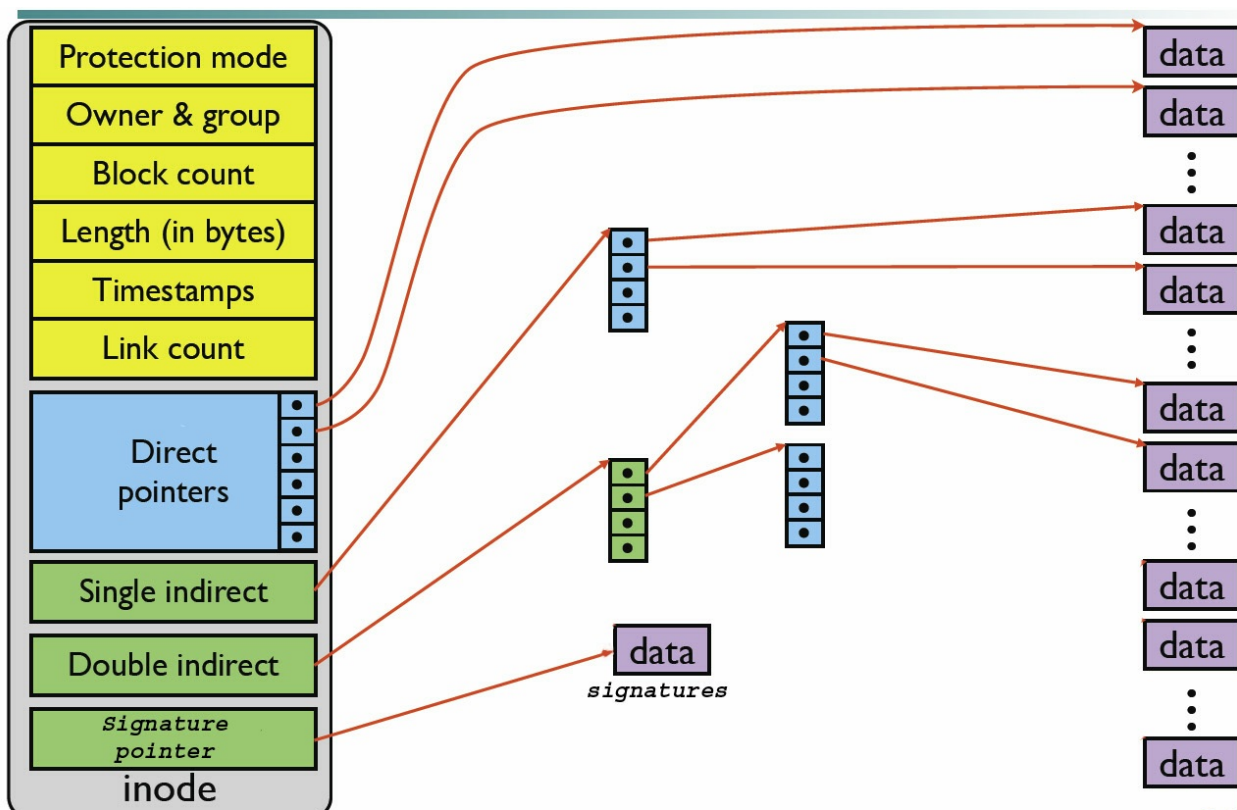 Protection mode
Owner & group
Block count
Length (in bytes)
Timestamps
Link count
Direct
pointers
Single indirect
Double indirect
Signature
pointer
inode
data
signatures
data
data
data
data
data
data
data
data
data